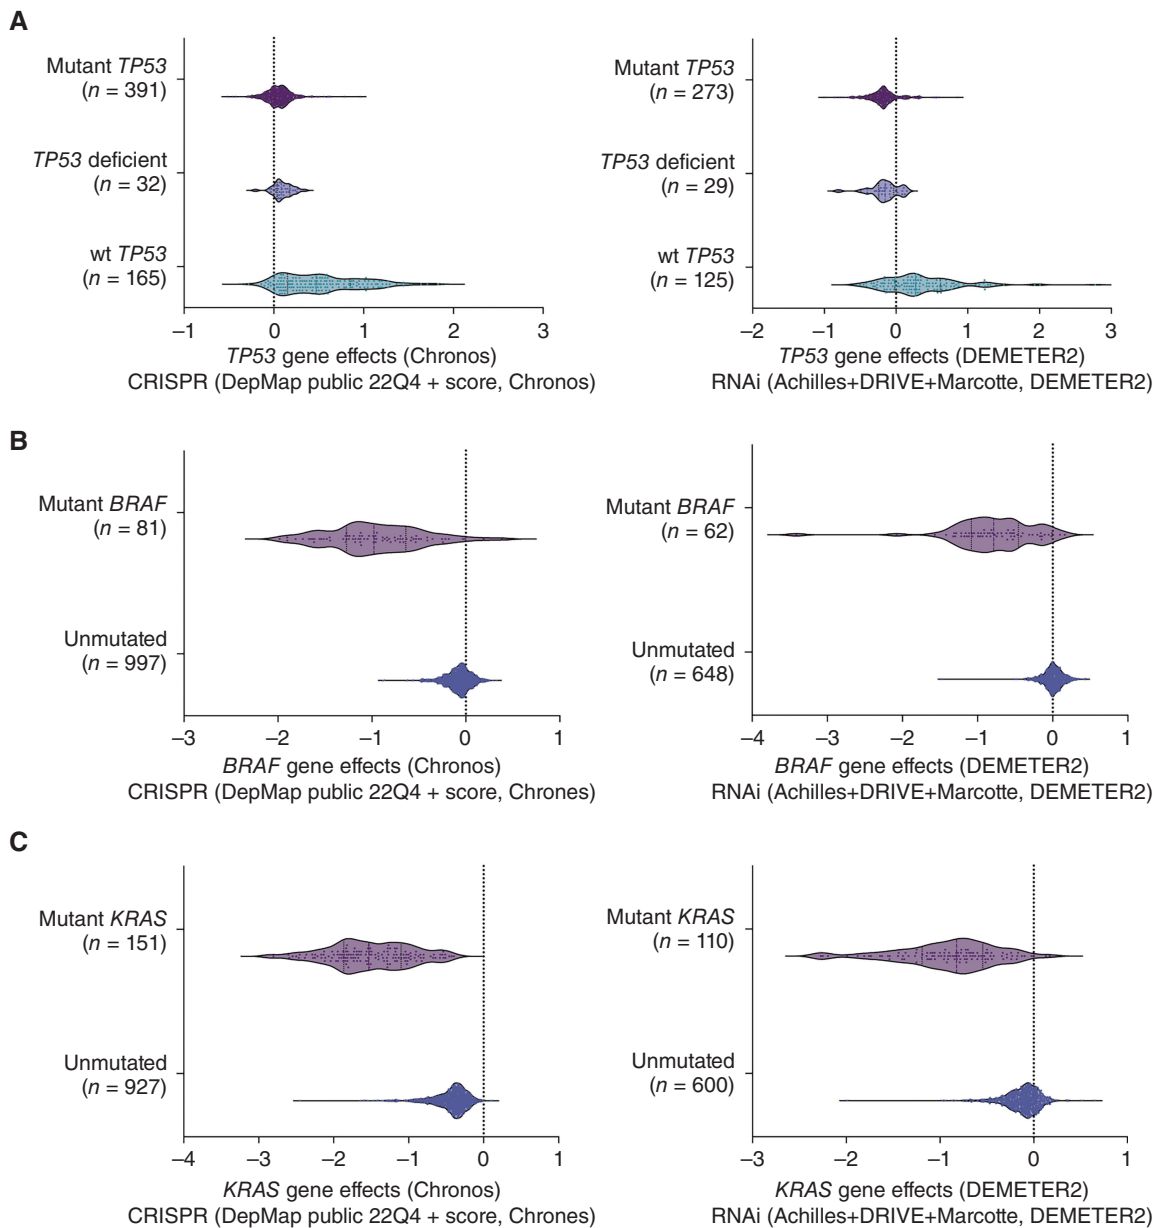 A
Mutant TP53
(n = 391)
TP53 deficient
(n = 32)
wt TP53
(n = 165)
–1 0 1 2 3
TP53 gene effects (Chronos)
CRISPR (DepMap public 22Q4 + score, Chronos)
Mutant TP53
(n = 273)
TP53 deficient
(n = 29)
wt TP53
(n = 125)
–2 –1 0 1 2 3
TP53 gene effects (DEMETER2)
RNAi (Achilles+DRIVE+Marcotte, DEMETER2)
B
Mutant BRAF
(n = 81)
Unmutated
(n = 997)
–3 –2 –1 0 1
BRAF gene effects (Chronos)
CRISPR (DepMap public 22Q4 + score, Chrones)
Mutant BRAF
(n = 62)
Unmutated
(n = 648)
–4 –3 –2 –1 0 1
BRAF gene effects (DEMETER2)
RNAi (Achilles+DRIVE+Marcotte, DEMETER2)
C
Mutant KRAS
(n = 151)
Unmutated
(n = 927)
–4 –3 –2 –1 0 1
KRAS gene effects (Chronos)
CRISPR (DepMap public 22Q4 + score, Chrones)
Mutant KRAS
(n = 110)
Unmutated
(n = 600)
–3 –2 –1 0 1
KRAS gene effects (DEMETER2)
RNAi (Achilles+DRIVE+Marcotte, DEMETER2)